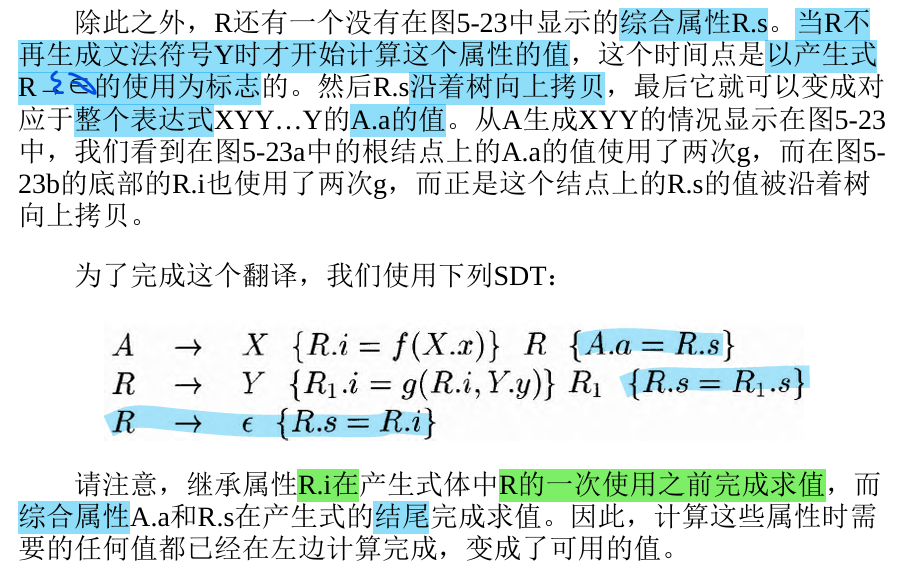 除此之外，R还有一个没有在图5-23中显示的综合属性R.s。当R不
再生成文法符号Y时才开始计算这个属性的值，这个时间点是以产生式
R→∈的使用为标志的。然后R.s沿着树向上拷贝，最后它就可以变成对
应于整个表达式XYY…Y的A.a的值。从A生成XYY的情况显示在图5-23
中，我们看到在图5-23a中的根结点上的A.a的值使用了两次g，而在图5-
23b的底部的R.i也使用了两次g，而正是这个结点上的R.s的值被沿着树
向上拷贝。
为了完成这个翻译，我们使用下列SDT：
A → X {R.i = f(X.x)} R {A.a = R.s}
R → Y {R₁.i = g(R.i, Y.y)} R₁ {R.s = R₁.s}
R → ϵ {R.s = R.i}
请注意，继承属性R.i在产生式体中R的一次使用之前完成求值，而
综合属性A.a和R.s在产生式的结尾完成求值。因此，计算这些属性时需
要的任何值都已经在左边计算完成，变成了可用的值。